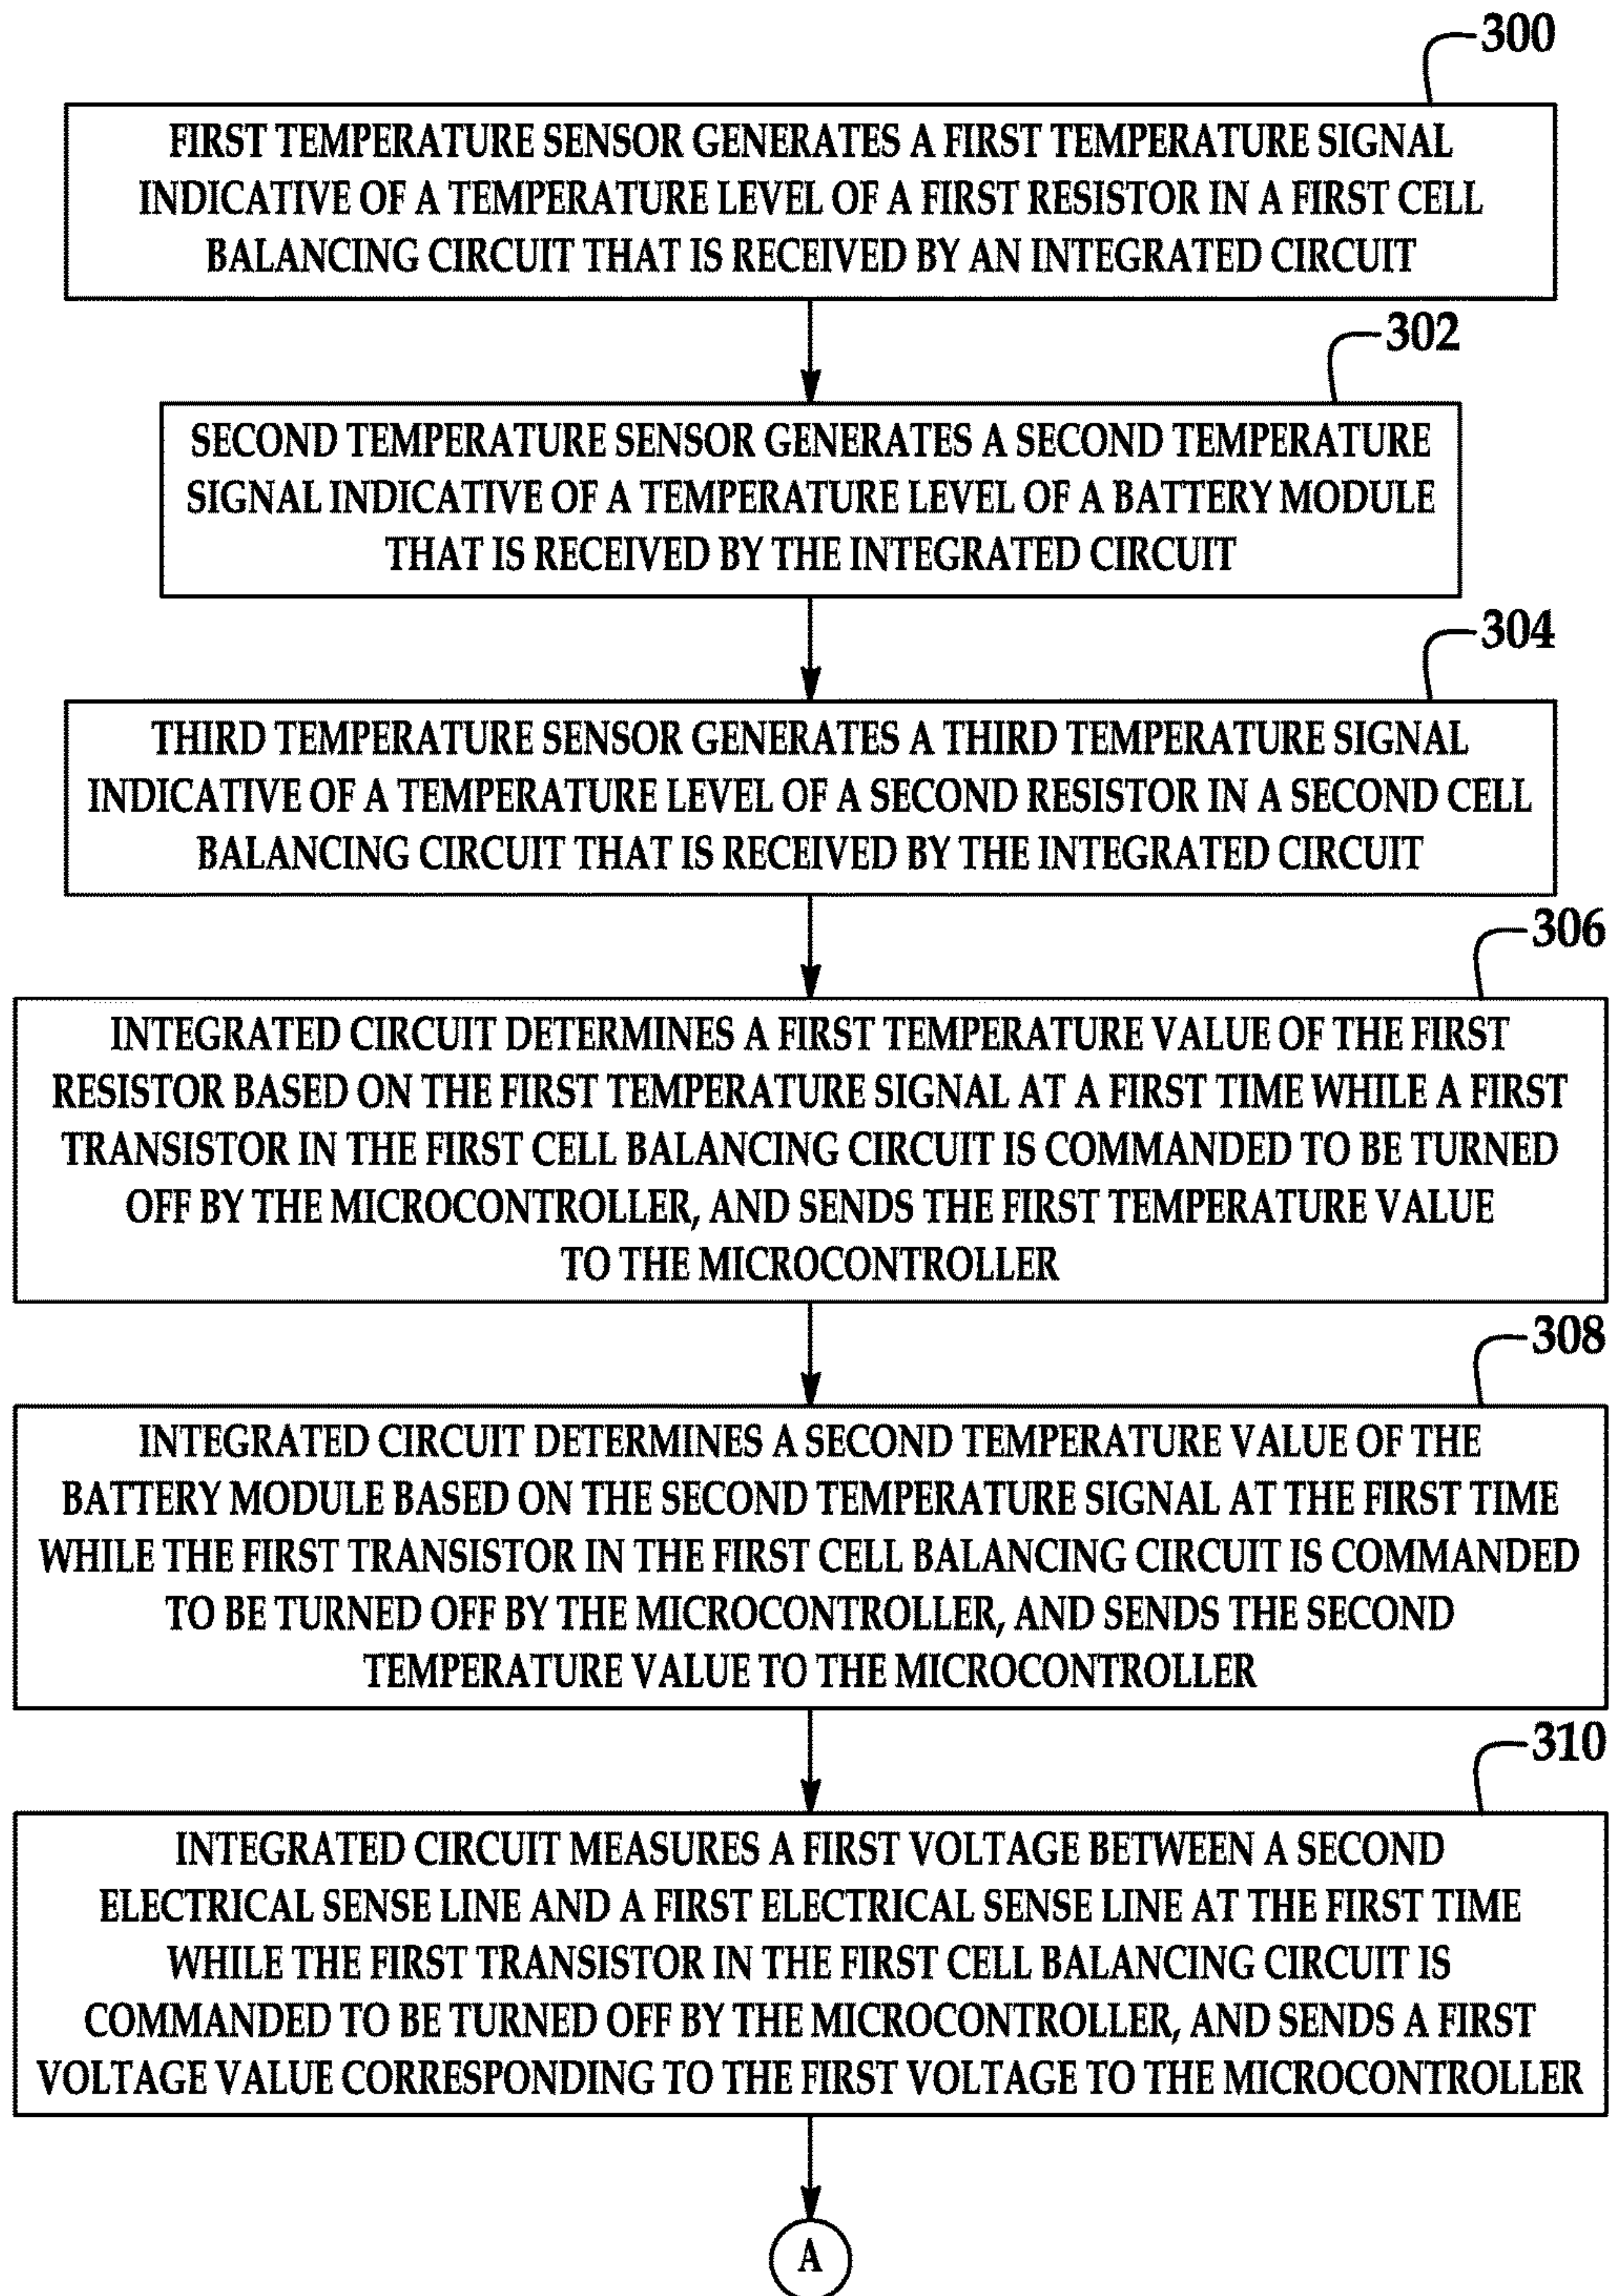 300
FIRST TEMPERATURE SENSOR GENERATES A FIRST TEMPERATURE SIGNAL
INDICATIVE OF A TEMPERATURE LEVEL OF A FIRST RESISTOR IN A FIRST CELL
BALANCING CIRCUIT THAT IS RECEIVED BY AN INTEGRATED CIRCUIT
302
SECOND TEMPERATURE SENSOR GENERATES A SECOND TEMPERATURE
SIGNAL INDICATIVE OF A TEMPERATURE LEVEL OF A BATTERY MODULE
THAT IS RECEIVED BY THE INTEGRATED CIRCUIT
304
THIRD TEMPERATURE SENSOR GENERATES A THIRD TEMPERATURE SIGNAL
INDICATIVE OF A TEMPERATURE LEVEL OF A SECOND RESISTOR IN A SECOND CELL
BALANCING CIRCUIT THAT IS RECEIVED BY THE INTEGRATED CIRCUIT
306
INTEGRATED CIRCUIT DETERMINES A FIRST TEMPERATURE VALUE OF THE FIRST
RESISTOR BASED ON THE FIRST TEMPERATURE SIGNAL AT A FIRST TIME WHILE A FIRST
TRANSISTOR IN THE FIRST CELL BALANCING CIRCUIT IS COMMANDED TO BE TURNED
OFF BY THE MICROCONTROLLER, AND SENDS THE FIRST TEMPERATURE VALUE
TO THE MICROCONTROLLER
308
INTEGRATED CIRCUIT DETERMINES A SECOND TEMPERATURE VALUE OF THE
BATTERY MODULE BASED ON THE SECOND TEMPERATURE SIGNAL AT THE FIRST TIME
WHILE THE FIRST TRANSISTOR IN THE FIRST CELL BALANCING CIRCUIT IS COMMANDED
TO BE TURNED OFF BY THE MICROCONTROLLER, AND SENDS THE SECOND
TEMPERATURE VALUE TO THE MICROCONTROLLER
310
INTEGRATED CIRCUIT MEASURES A FIRST VOLTAGE BETWEEN A SECOND
ELECTRICAL SENSE LINE AND A FIRST ELECTRICAL SENSE LINE AT THE FIRST TIME
WHILE THE FIRST TRANSISTOR IN THE FIRST CELL BALANCING CIRCUIT IS
COMMANDED TO BE TURNED OFF BY THE MICROCONTROLLER, AND SENDS A FIRST
VOLTAGE VALUE CORRESPONDING TO THE FIRST VOLTAGE TO THE MICROCONTROLLER
A